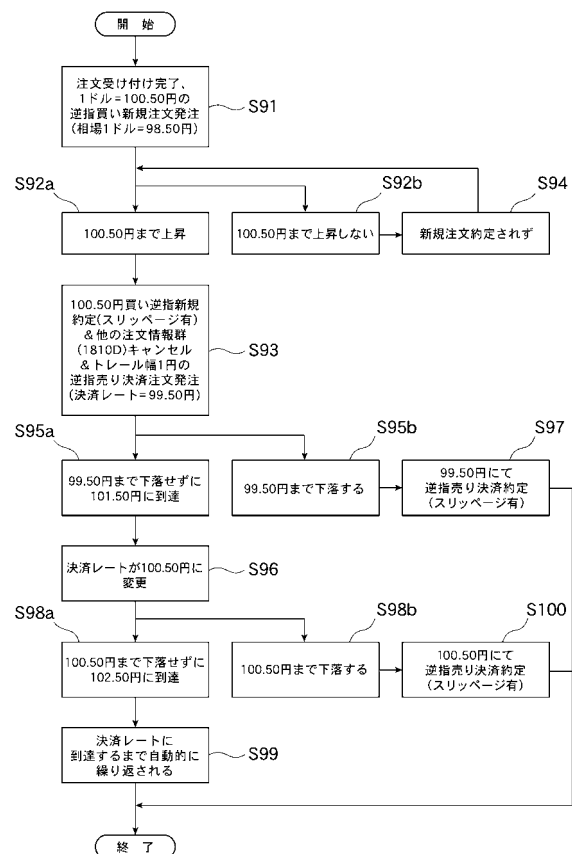 開 始
注文受け付け完了、
1ドル=100.50円の
逆指買い新規注文発注
(相場1ドル=98.50円)
S91
S92a
100.50円まで上昇
S92b
100.50円まで上昇しない
S94
新規注文約定されず
100.50円買い逆指新規
約定(スリッページ有)
&他の注文情報群
(1810D)キャンセル
&トレール幅1円の
逆指売り決済注文発注
(決済レート=99.50円)
S93
S95a
99.50円まで下落せずに
101.50円に到達
S95b
99.50円まで下落する
S97
99.50円にて
逆指売り決済約定
(スリッページ有)
決済レートが100.50円に
変更
S96
S98a
100.50円まで下落せずに
102.50円に到達
S98b
100.50円まで下落する
S100
100.50円にて
逆指売り決済約定
(スリッページ有)
決済レートに
到達するまで自動的に
繰り返される
S99
終 了